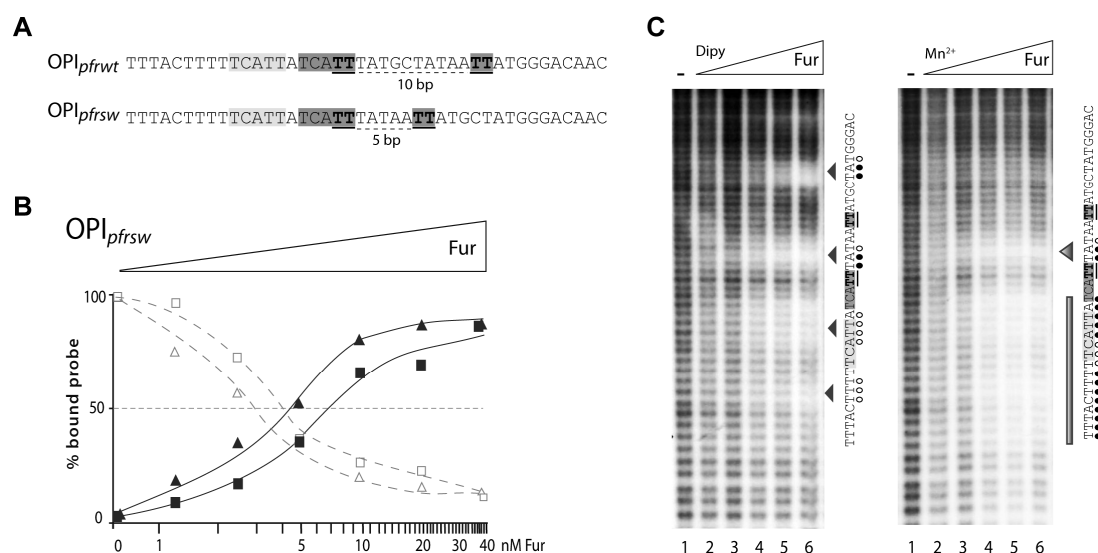 A
OPIpfrwt TTTACTTTTTCATTATCATTTATGCTATAATTATGGGACAAC
10 bp
OPIpfrsw TTTACTTTTTCATTATCATTTATAATTATGCTATGGGACAAC
5 bp
B
OPIpfrsw
Fur
% bound probe
100
50
0
0 1 5 10 20 30 40 nM Fur
C
Dipy
- Fur
TTTACTTT-TCATTATCATTTATAATTATGCTATGGGAC
1 2 3 4 5 6
Mn²⁺
- Fur
TTTACTTTTTCATTATCATTTATAATTATGCTATGGGAC
1 2 3 4 5 6